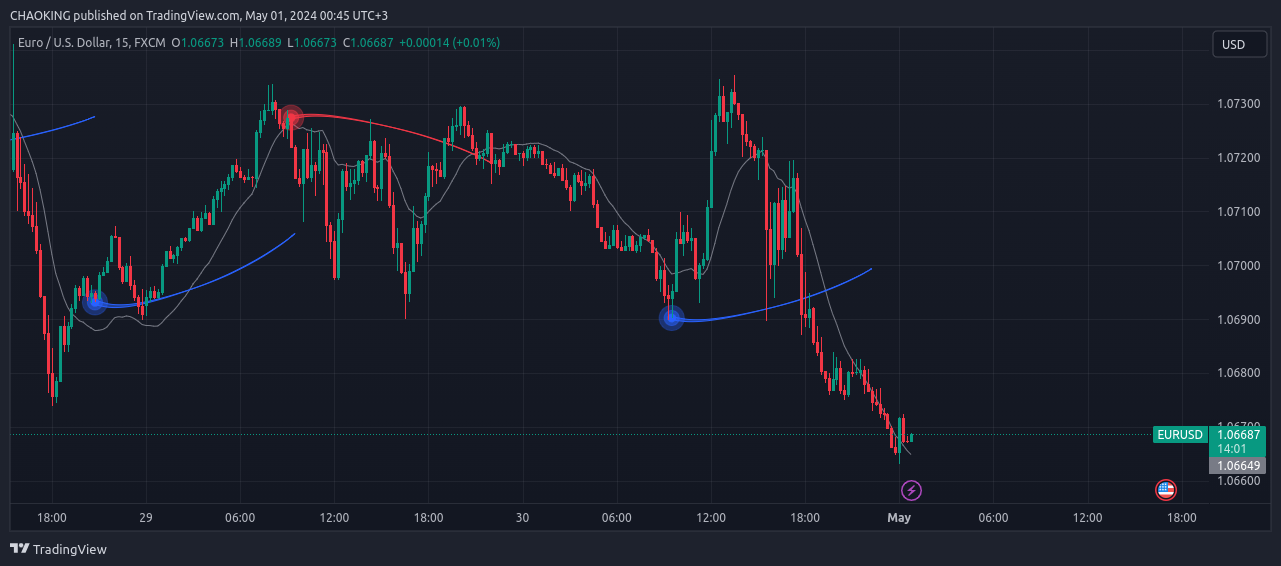 CHAOKING published on TradingView.com, May 01, 2024 00:45 UTC+3
Euro / U.S. Dollar, 15, FXCM O1.06673 H1.06689 L1.06673 C1.06687 +0.00014 (+0.01%)
USD
1.07300
1.07200
1.07100
1.07000
1.06900
1.06800
1.06700
EURUSD 1.06687
14:01
1.06649
1.06600
18:00 29 06:00 12:00 18:00 30 06:00 12:00 18:00 May 06:00 12:00 18:00
TradingView